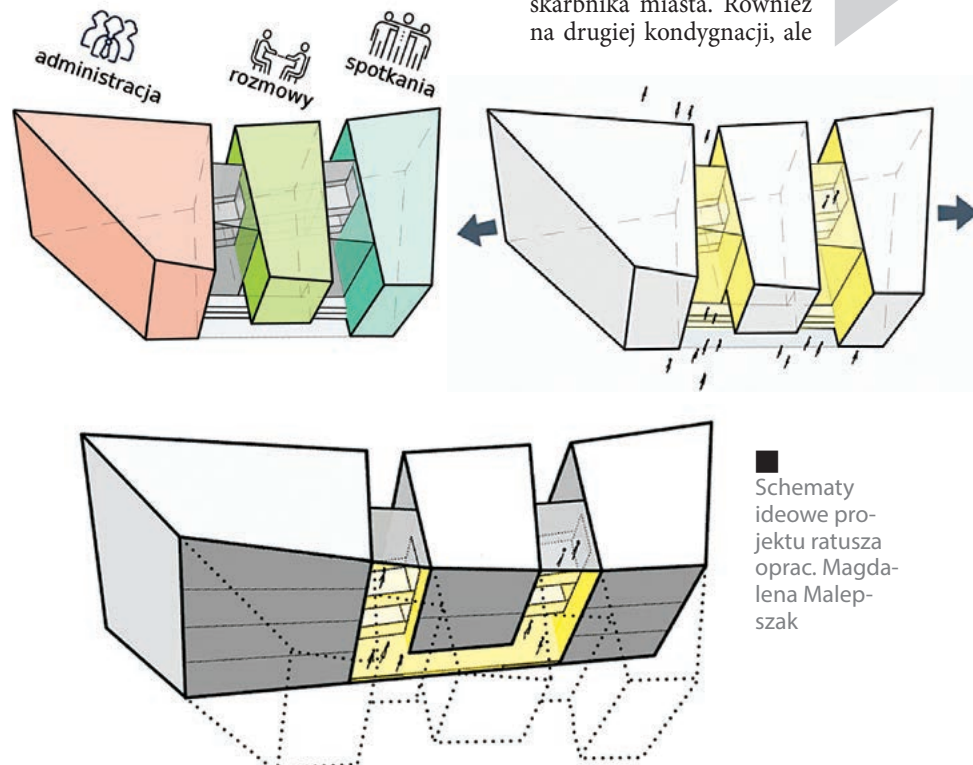 skarbnika miasta. Również
na drugiej kondygnacji, ale
administracja
rozmowy
spotkania
Schematy
ideowe pro-
jektu ratusza
oprac. Magda-
lena Malep-
szak